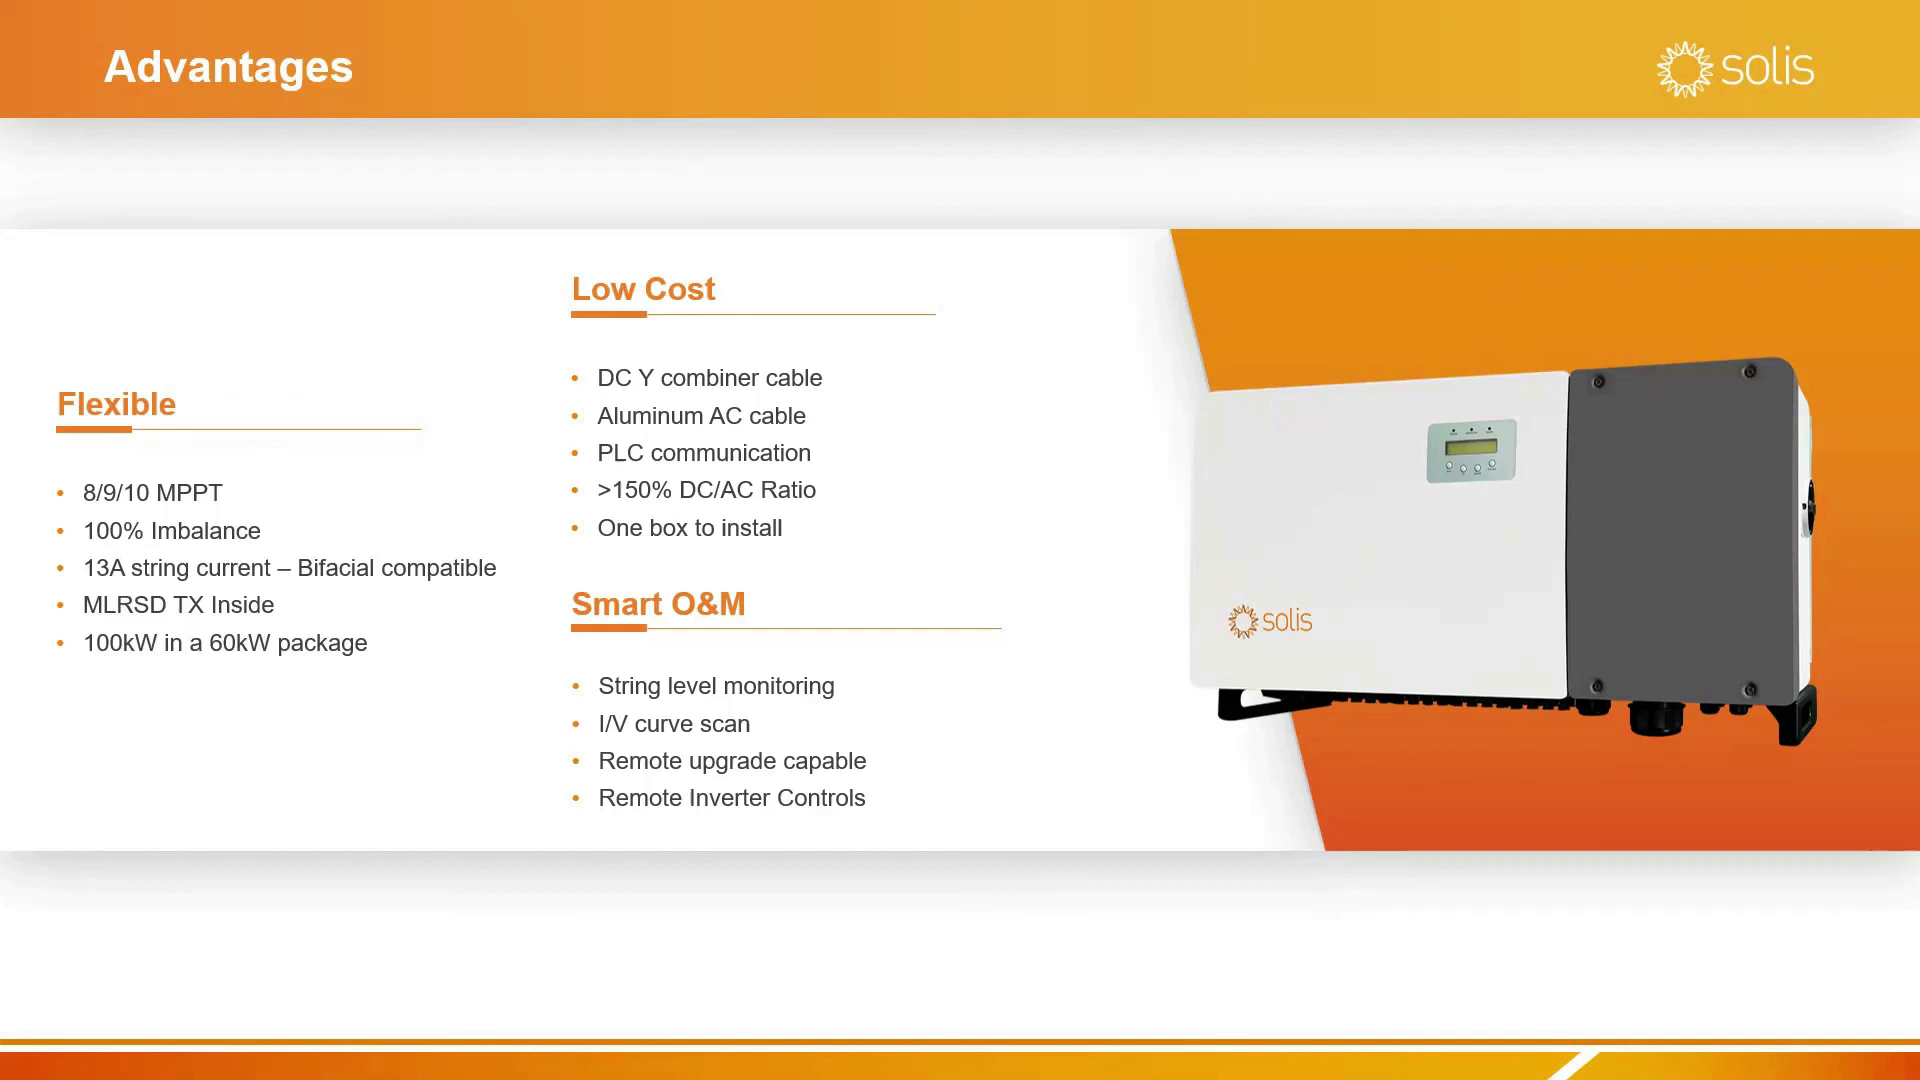 Advantages
solis
Flexible
• 8/9/10 MPPT
• 100% Imbalance
• 13A string current – Bifacial compatible
• MLRSD TX Inside
• 100kW in a 60kW package
Low Cost
• DC Y combiner cable
• Aluminum AC cable
• PLC communication
• >150% DC/AC Ratio
• One box to install
Smart O&M
• String level monitoring
• I/V curve scan
• Remote upgrade capable
• Remote Inverter Controls
solis